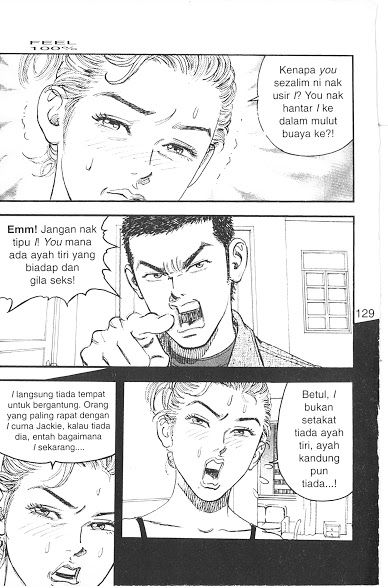 FEEL
100%
Kenapa you
sezalim ni nak
usir I? You nak
hantar I ke
dalam mulut
buaya ke?!
Emm! Jangan nak
tipu I! You mana
ada ayah tiri yang
biadap dan
gila seks!
129
I langsung tiada tempat
untuk bergantung. Orang
yang paling rapat dengan
I cuma Jackie, kalau tiada
dia, entah bagaimana
I sekarang....
Betul, I
bukan
setakat
tiada ayah
tiri, ayah
kandung
pun
tiada...!